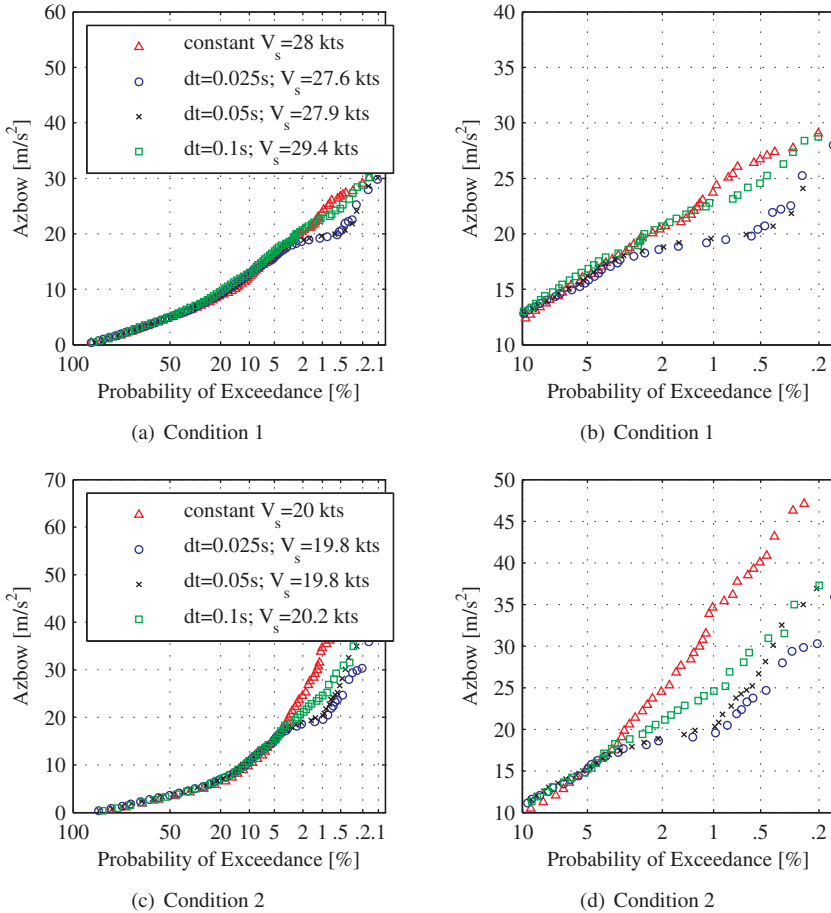 60
50
40
30
20
10
0
Azbow [m/s²]
constant V_s=28 kts
dt=0.025s; V_s=27.6 kts
dt=0.05s; V_s=27.9 kts
dt=0.1s; V_s=29.4 kts
100 50 20 10 5 2 1 .5 .2 .1
Probability of Exceedance [%]
(a) Condition 1
40
35
30
25
20
15
10
Azbow [m/s²]
10 5 2 1 .5 .2
Probability of Exceedance [%]
(b) Condition 1
70
60
50
40
30
20
10
0
Azbow [m/s²]
constant V_s=20 kts
dt=0.025s; V_s=19.8 kts
dt=0.05s; V_s=19.8 kts
dt=0.1s; V_s=20.2 kts
100 50 20 10 5 2 1 .5 .2 .1
Probability of Exceedance [%]
(c) Condition 2
50
45
40
35
30
25
20
15
10
Azbow [m/s²]
10 5 2 1 .5 .2
Probability of Exceedance [%]
(d) Condition 2